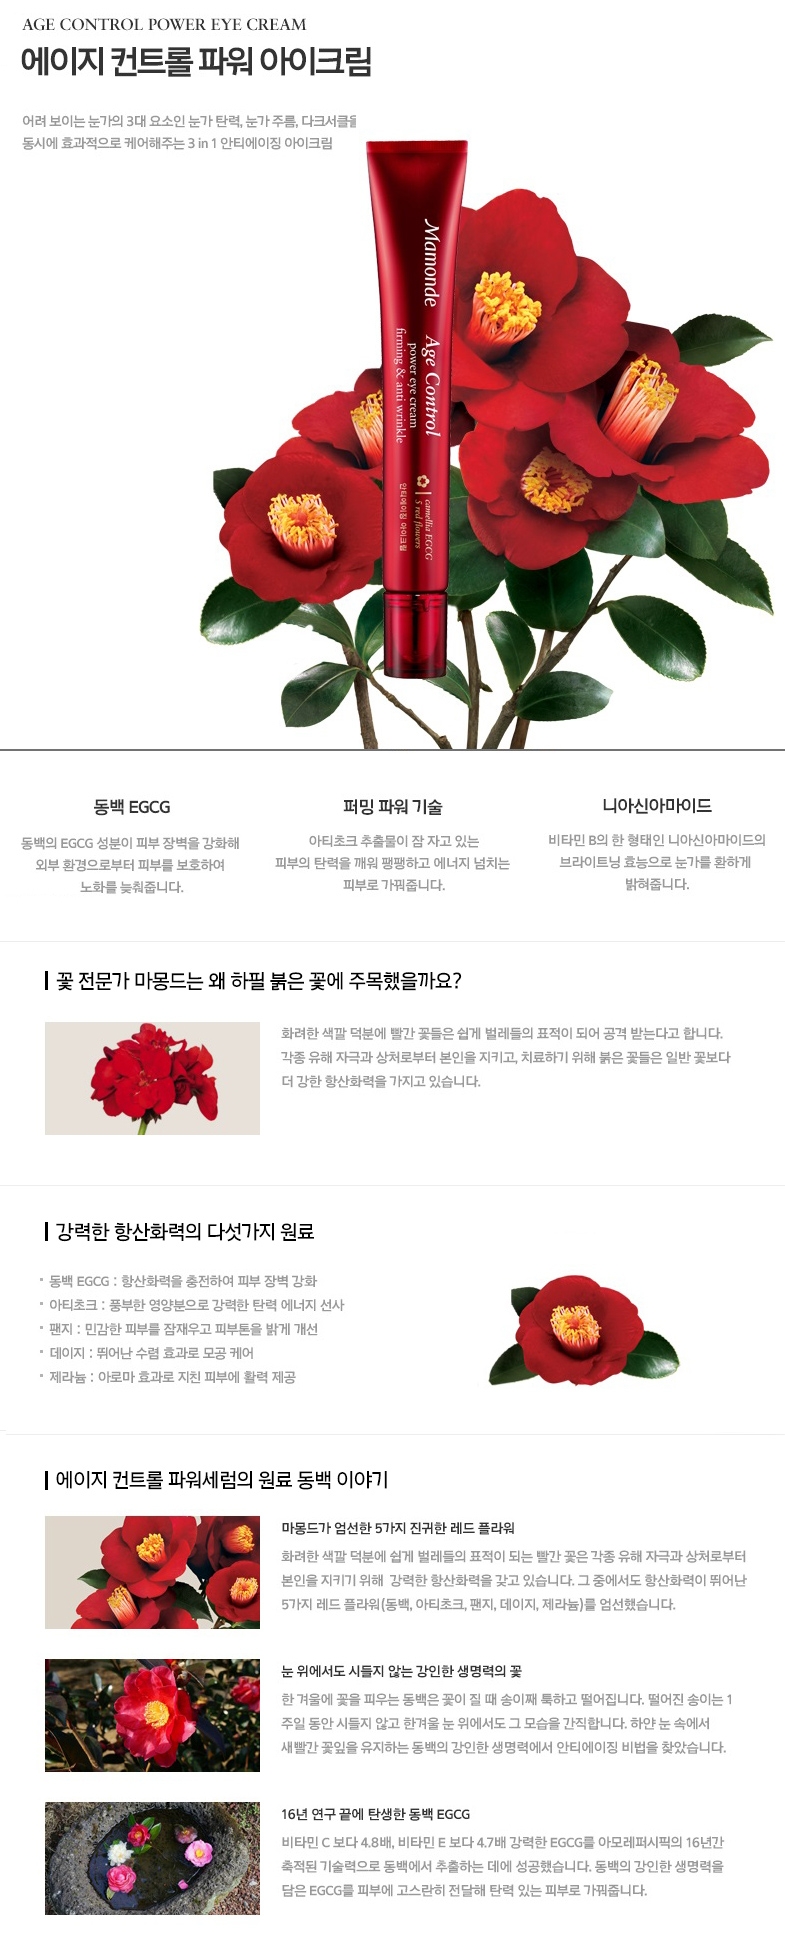 AGE CONTROL POWER EYE CREAM
에이지 컨트롤 파워 아이크림
어려 보이는 눈가의 3대 요소인 눈가 탄력, 눈가 주름, 다크서클을
동시에 효과적으로 케어해주는 3 in 1 안티에이징 아이크림
Mamonde
Age Control
power eye cream
firming & anti wrinkle
camellia EGCG
5 red flowers
안티에이징 아이크림
동백 EGCG
동백의 EGCG 성분이 피부 장벽을 강화해
외부 환경으로부터 피부를 보호하여
노화를 늦춰줍니다.
퍼밍 파워 기술
아티초크 추출물이 잠 자고 있는
피부의 탄력을 깨워 팽팽하고 에너지 넘치는
피부로 가꿔줍니다.
니아신아마이드
비타민 B의 한 형태인 니아신아마이드의
브라이트닝 효능으로 눈가를 환하게
밝혀줍니다.
꽃 전문가 마몽드는 왜 하필 붉은 꽃에 주목했을까요?
화려한 색깔 덕분에 빨간 꽃들은 쉽게 벌레들의 표적이 되어 공격 받는다고 합니다.
각종 유해 자극과 상처로부터 본인을 지키고, 치료하기 위해 붉은 꽃들은 일반 꽃보다
더 강한 항산화력을 가지고 있습니다.
강력한 항산화력의 다섯가지 원료
▪ 동백 EGCG : 항산화력을 충전하여 피부 장벽 강화
▪ 아티초크 : 풍부한 영양분으로 강력한 탄력 에너지 선사
▪ 팬지 : 민감한 피부를 잠재우고 피부톤을 밝게 개선
▪ 데이지 : 뛰어난 수렴 효과로 모공 케어
▪ 제라늄 : 아로마 효과로 지친 피부에 활력 제공
에이지 컨트롤 파워세럼의 원료 동백 이야기
마몽드가 엄선한 5가지 진귀한 레드 플라워
화려한 색깔 덕분에 쉽게 벌레들의 표적이 되는 빨간 꽃은 각종 유해 자극과 상처로부터
본인을 지키기 위해 강력한 항산화력을 갖고 있습니다. 그 중에서도 항산화력이 뛰어난
5가지 레드 플라워(동백, 아티초크, 팬지, 데이지, 제라늄)를 엄선했습니다.
눈 위에서도 시들지 않는 강인한 생명력의 꽃
한 겨울에 꽃을 피우는 동백은 꽃이 질 때 송이째 툭하고 떨어집니다. 떨어진 송이는 1
주일 동안 시들지 않고 한겨울 눈 위에서도 그 모습을 간직합니다. 하얀 눈 속에서
새빨간 꽃잎을 유지하는 동백의 강인한 생명력에서 안티에이징 비법을 찾았습니다.
16년 연구 끝에 탄생한 동백 EGCG
비타민 C 보다 4.8배, 비타민 E 보다 4.7배 강력한 EGCG를 아모레퍼시픽의 16년간
축적된 기술력으로 동백에서 추출하는 데에 성공했습니다. 동백의 강인한 생명력을
담은 EGCG를 피부에 고스란히 전달해 탄력 있는 피부로 가꿔줍니다.